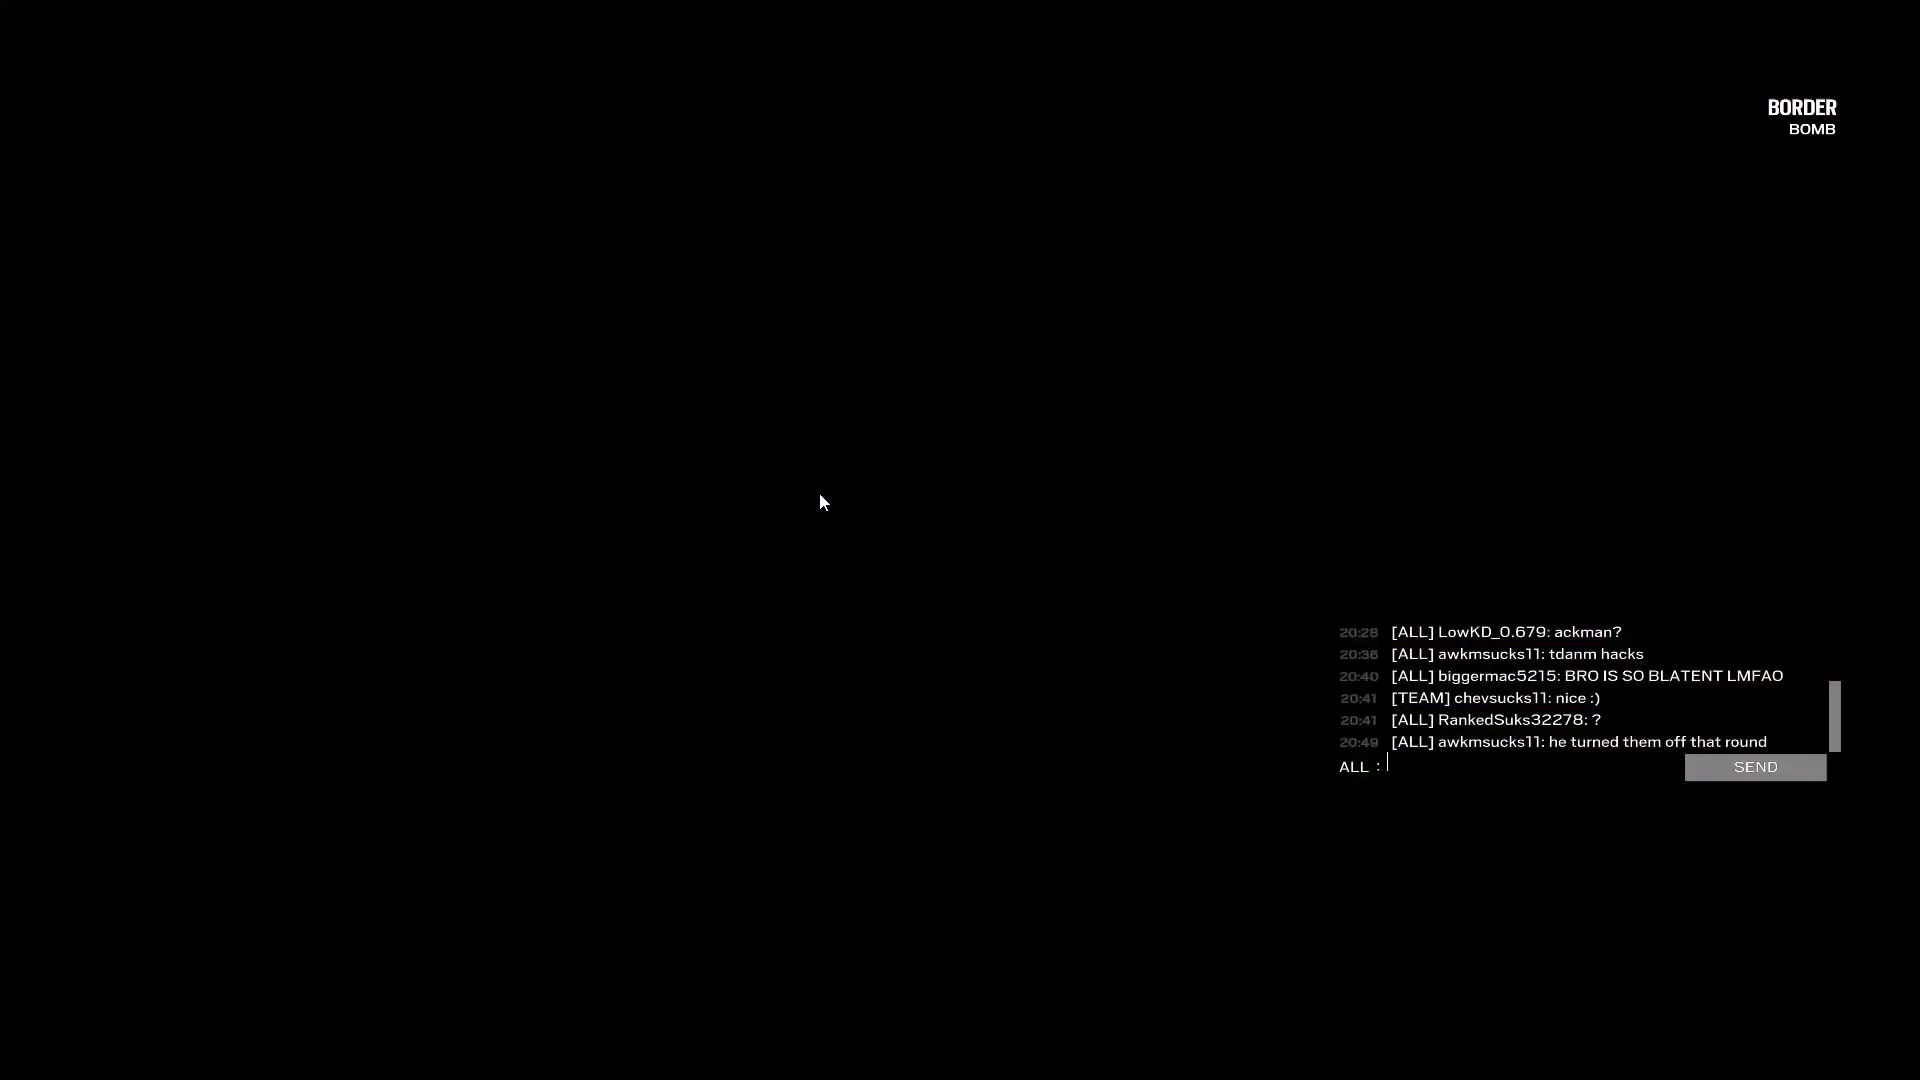 BORDER
BOMB
20:28 [ALL] LowKD_0.679: ackman?
20:36 [ALL] awkmsucks11: tdanm hacks
20:40 [ALL] biggermac5215: BRO IS SO BLATENT LMFAO
20:41 [TEAM] chevsucks11: nice :)
20:41 [ALL] RankedSuks32278: ?
20:49 [ALL] awkmsucks11: he turned them off that round
ALL : SEND